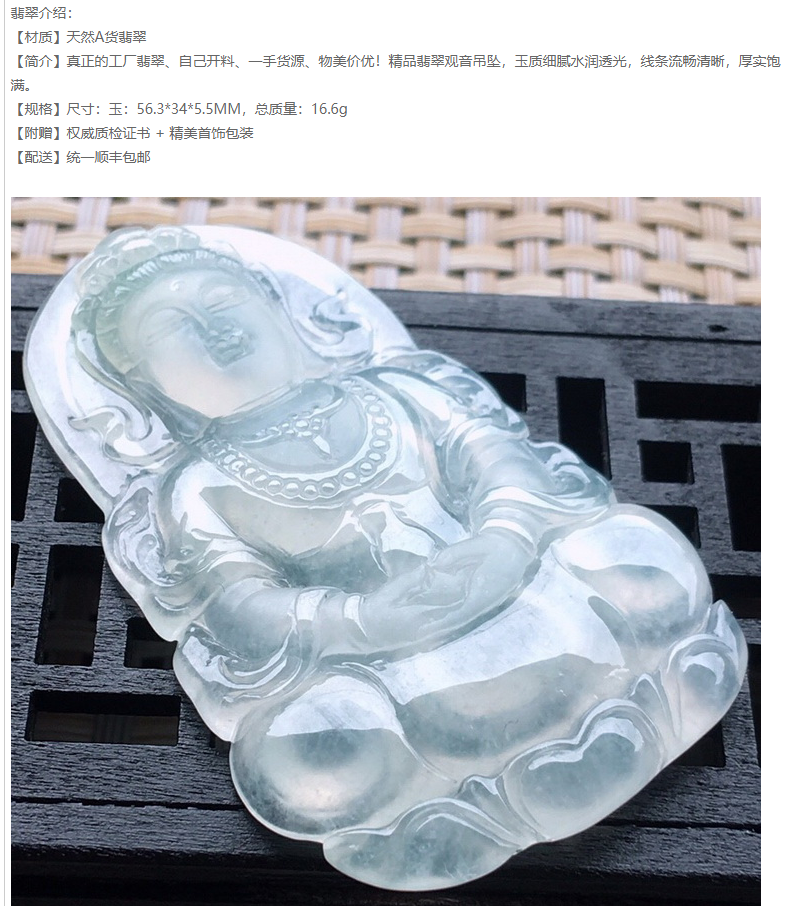 翡翠介绍：
【材质】天然A货翡翠
【简介】真正的工厂翡翠、自己开料、一手货源、物美价优！精品翡翠观音吊坠，玉质细腻水润透光，线条流畅清晰，厚实饱
满。
【规格】尺寸：玉：56.3*34*5.5MM，总质量：16.6g
【附赠】权威质检证书 + 精美首饰包装
【配送】统一顺丰包邮